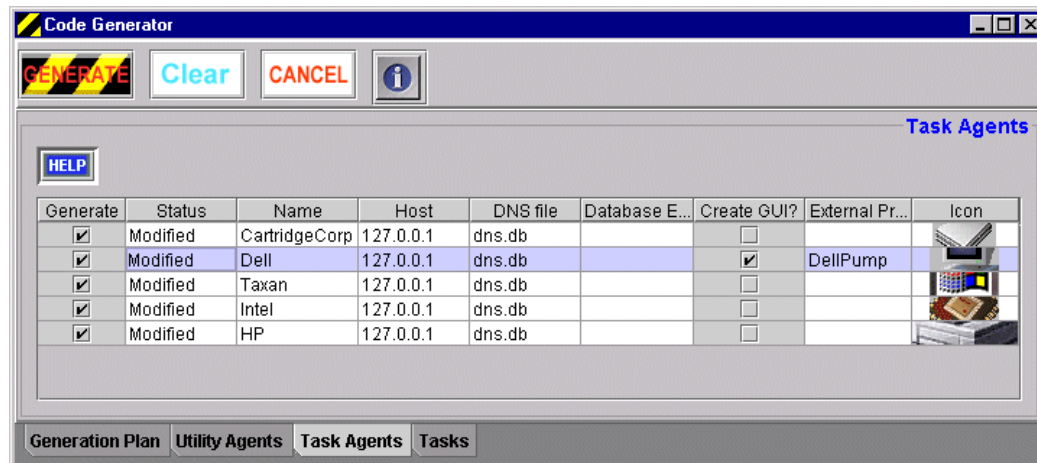 Code Generator
GENERATE Clear CANCEL i
Task Agents
HELP
Generate Status Name Host DNS file Database E... Create GUI? External Pr... Icon
Modified CartridgeCorp 127.0.0.1 dns.db
Modified Dell 127.0.0.1 dns.db DellPump
Modified Taxan 127.0.0.1 dns.db
Modified Intel 127.0.0.1 dns.db
Modified HP 127.0.0.1 dns.db
Generation Plan Utility Agents Task Agents Tasks